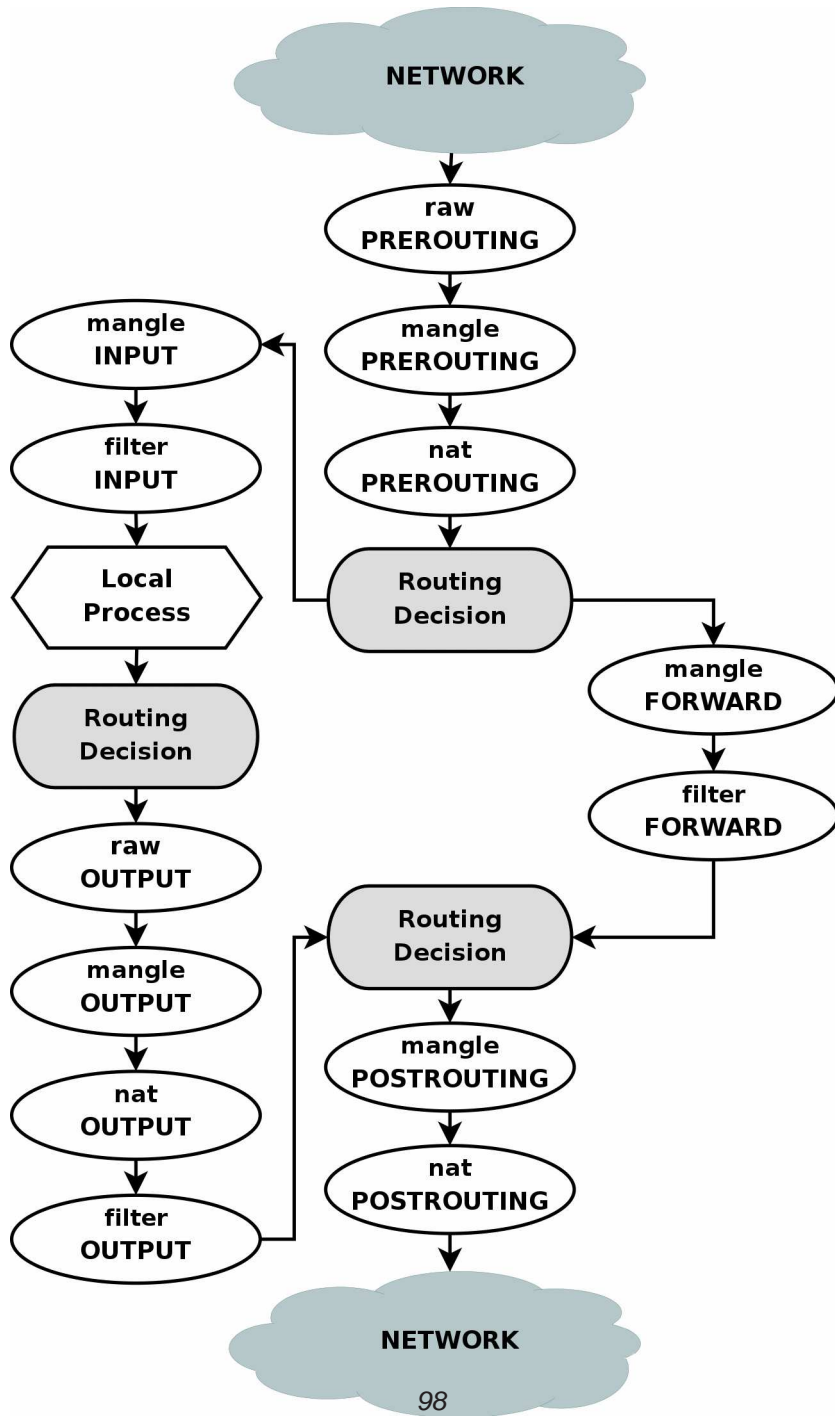 NETWORK
raw
PREROUTING
mangle
PREROUTING
nat
PREROUTING
Routing
Decision
mangle
INPUT
filter
INPUT
Local
Process
Routing
Decision
raw
OUTPUT
mangle
OUTPUT
nat
OUTPUT
filter
OUTPUT
mangle
FORWARD
filter
FORWARD
Routing
Decision
mangle
POSTROUTING
nat
POSTROUTING
NETWORK
98